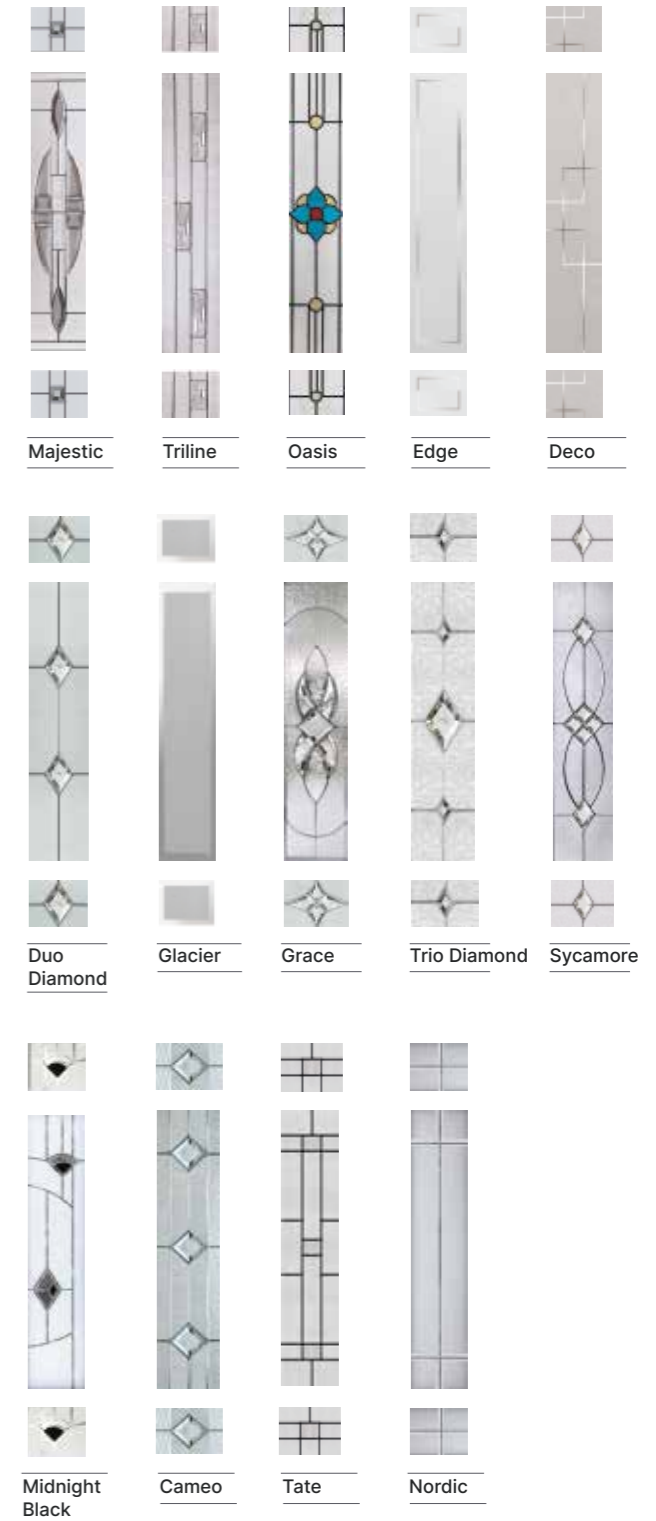 Majestic
Triline
Oasis
Edge
Deco
Duo
Diamond
Glacier
Grace
Trio Diamond
Sycamore
Midnight
Black
Cameo
Tate
Nordic